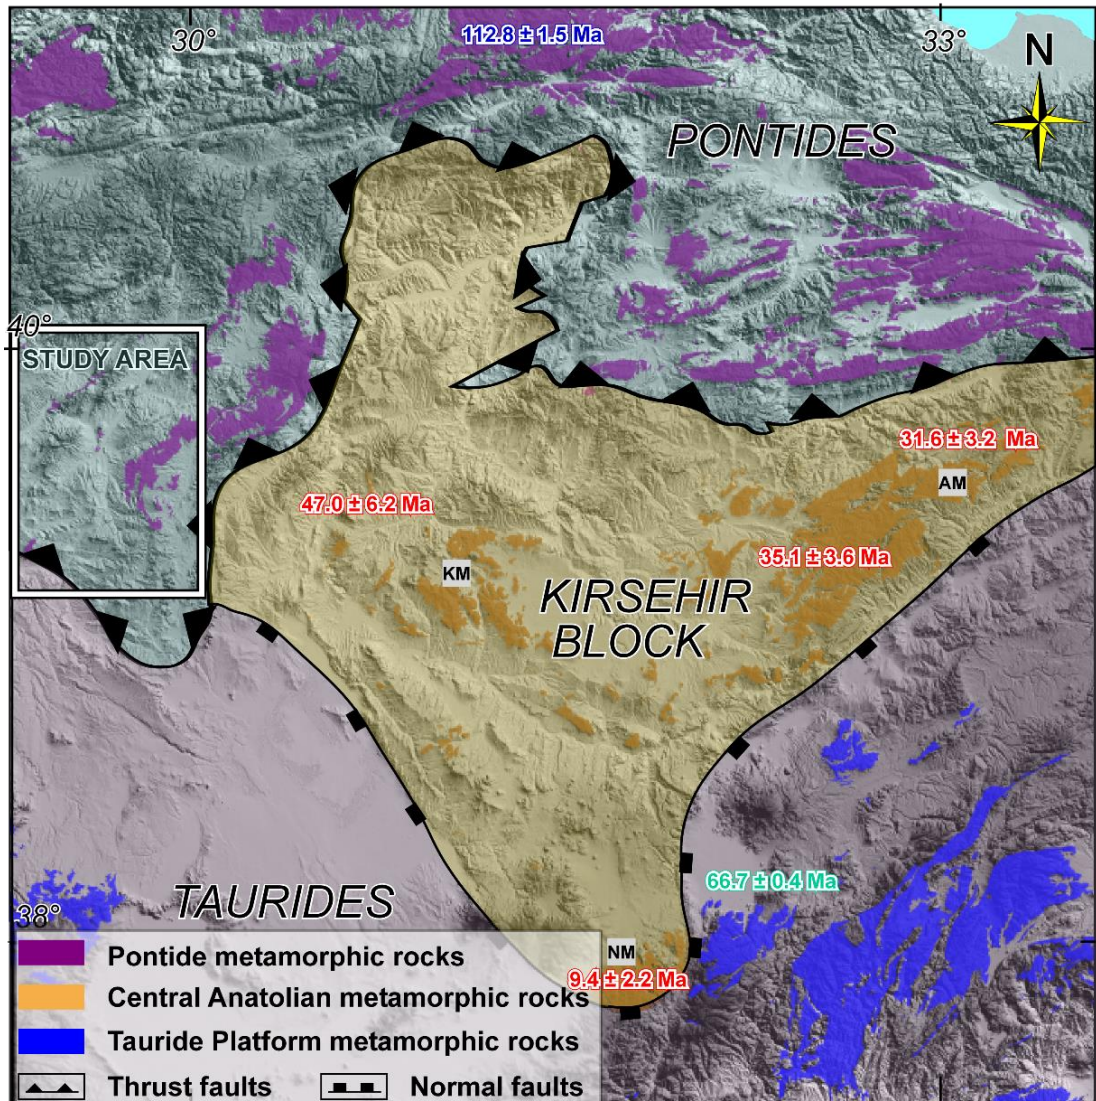 30°
112.8 ± 1.5 Ma
33°
N
PONTIDES
40°
STUDY AREA
31.6 ± 3.2 Ma
AM
47.0 ± 6.2 Ma
35.1 ± 3.6 Ma
KM
KIRSEHIR
BLOCK
66.7 ± 0.4 Ma
TAURIDES
38°
NM
9.4 ± 2.2 Ma
Pontide metamorphic rocks
Central Anatolian metamorphic rocks
Tauride Platform metamorphic rocks
Thrust faults Normal faults